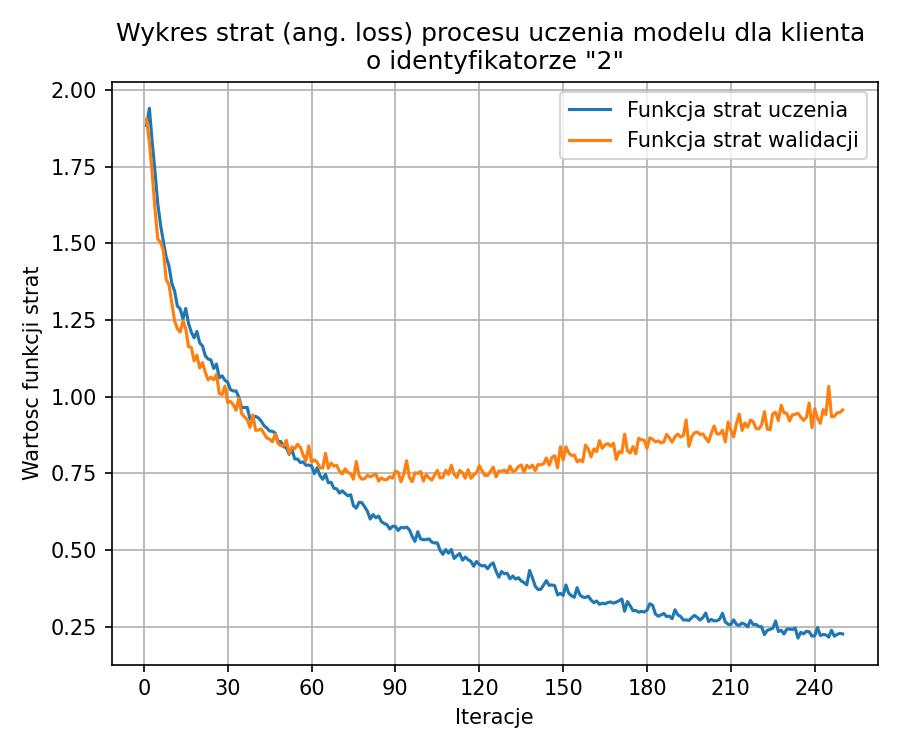 Wykres strat (ang. loss) procesu uczenia modelu dla klienta
o identyfikatorze "2"
Funkcja strat uczenia
Funkcja strat walidacji
Wartosc funkcji strat
2.00
1.75
1.50
1.25
1.00
0.75
0.50
0.25
0 30 60 90 120 150 180 210 240
Iteracje